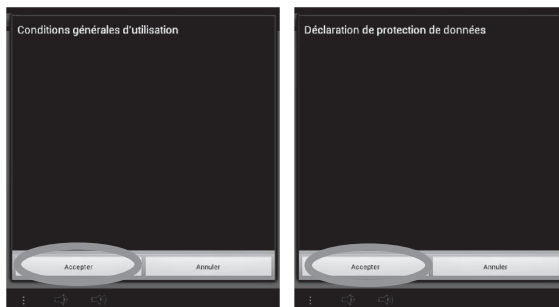 Conditions générales d'utilisation
Accepter Annuler
Déclaration de protection de données
Accepter Annuler